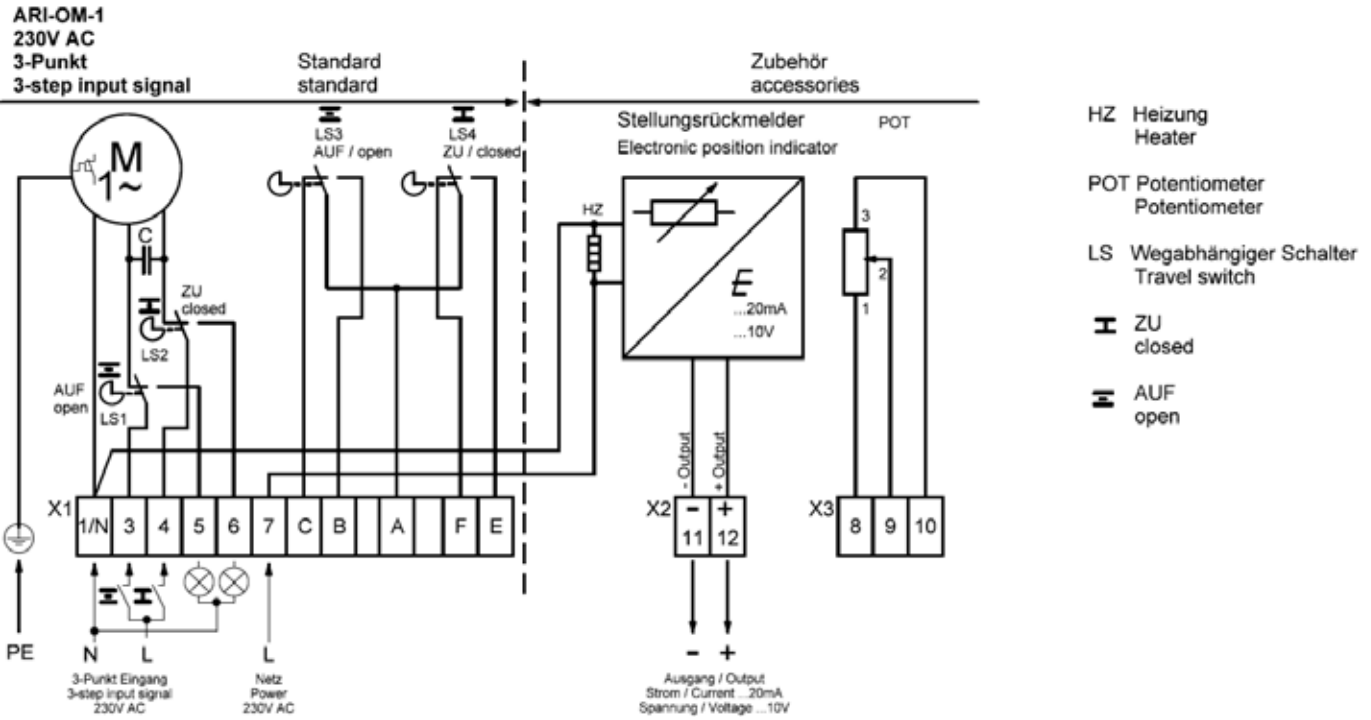 ARI-OM-1
230V AC
3-Punkt
3-step input signal
Standard
standard
Zubehör
accessories
LS3
AUF / open
LS4
ZU / closed
Stellungsrückmelder
Electronic position indicator
POT
M
1~
C
ZU
closed
LS2
AUF
open
LS1
HZ
E
...20mA
...10V
3
2
1
- Output
+ Output
X1
1/N 3 4 5 6 7 C B A F E
X2
- +
11 12
X3
8 9 10
PE
N L
3-Punkt Eingang
3-step input signal
230V AC
L
Netz
Power
230V AC
- +
Ausgang / Output
Strom / Current ...20mA
Spannung / Voltage ...10V
HZ Heizung
Heater
POT Potentiometer
Potentiometer
LS Wegabhängiger Schalter
Travel switch
ZU
closed
AUF
open